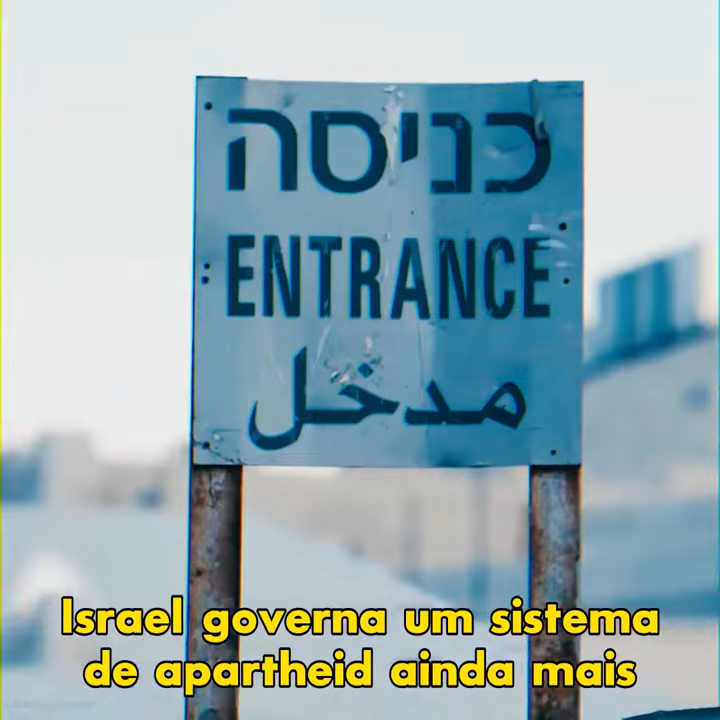 כניסה
ENTRANCE
مدخل
Israel governa um sistema
de apartheid ainda mais